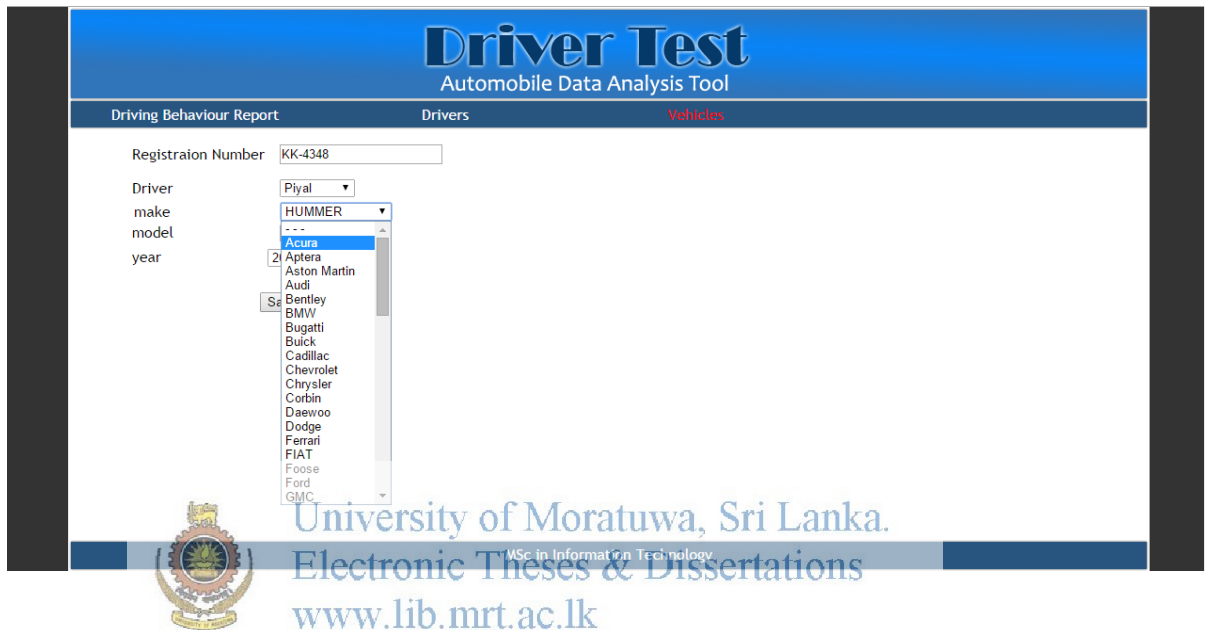 Driver Test
Automobile Data Analysis Tool
Driving Behaviour Report Drivers Vehicles
Registraion Number KK-4348
Driver Piyal
make HUMMER
model
year
- - -
Acura
Aptera
Aston Martin
Audi
Bentley
BMW
Bugatti
Buick
Cadillac
Chevrolet
Chrysler
Corbin
Daewoo
Dodge
Ferrari
FIAT
Foose
Ford
GMC
University of Moratuwa, Sri Lanka.
MSc in Information Technology
Electronic Theses & Dissertations
www.lib.mrt.ac.lk